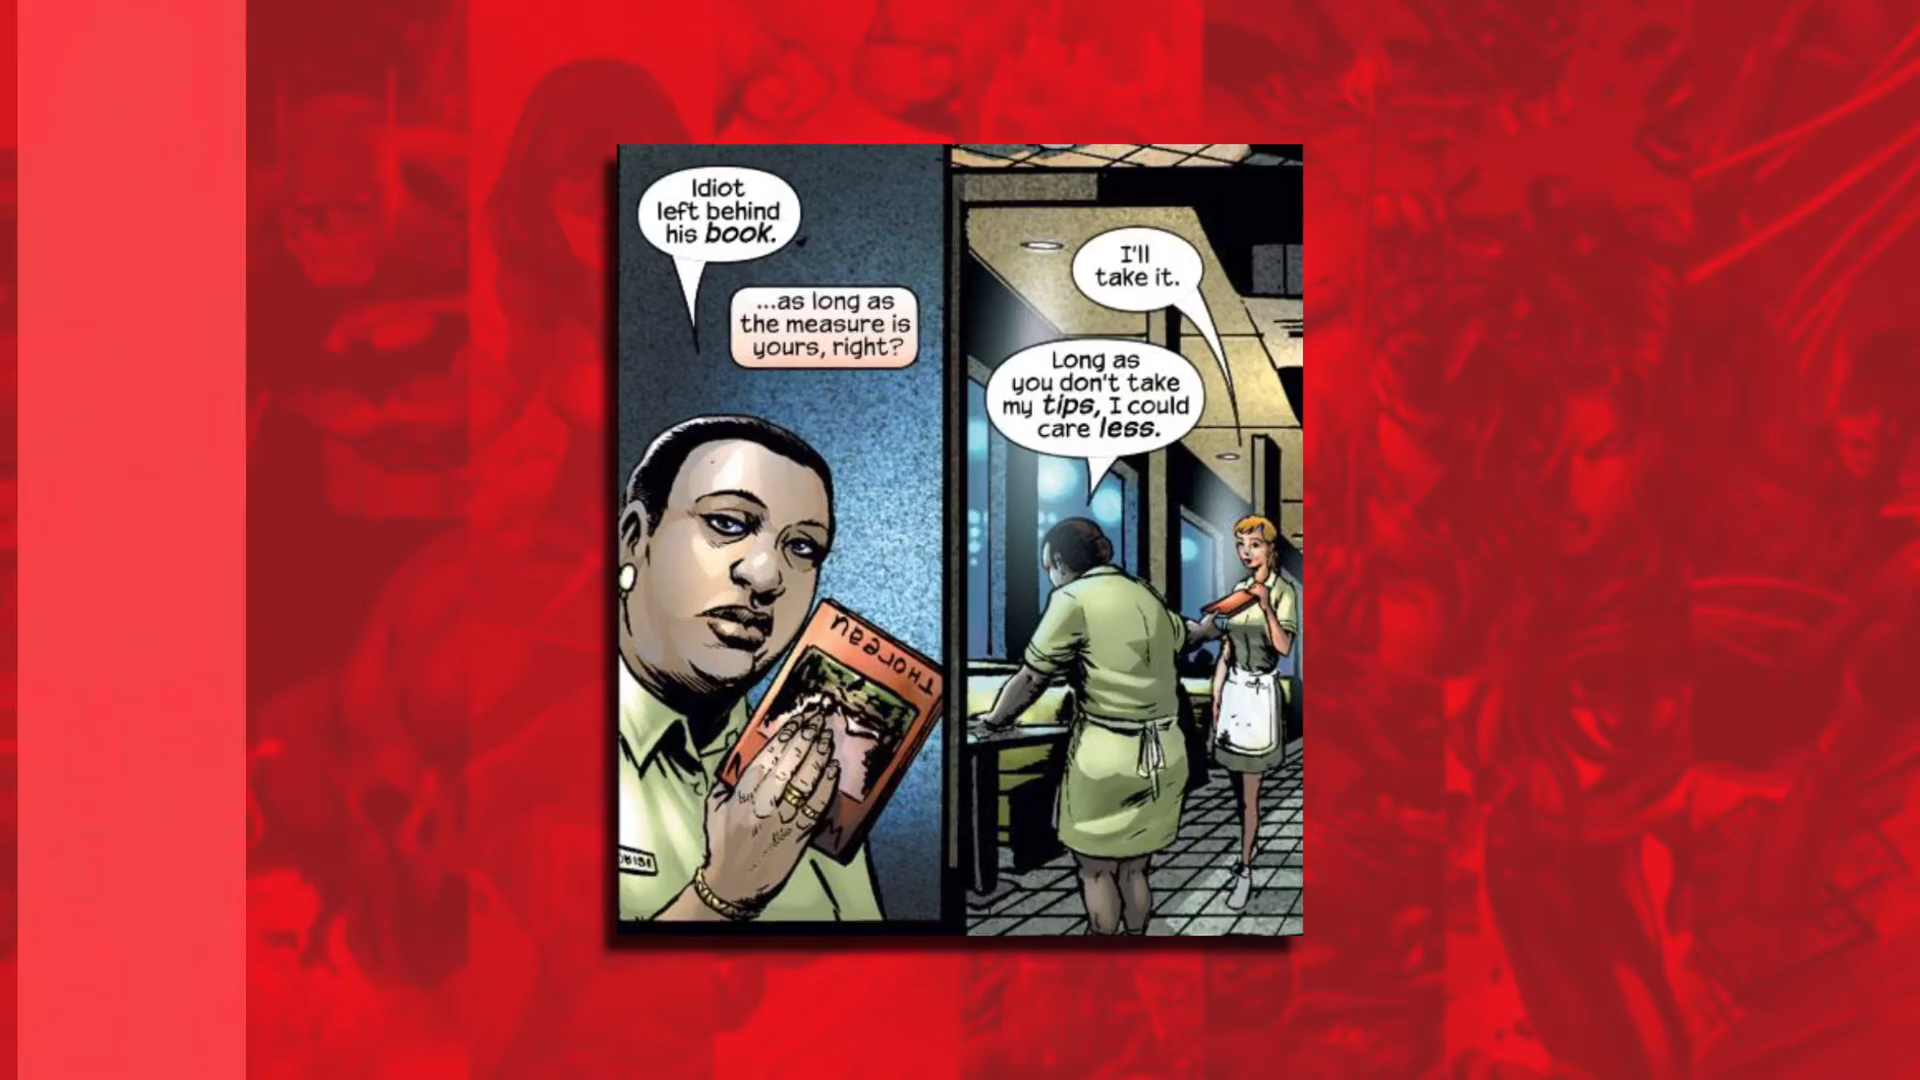 Idiot
left behind
his book.
...as long as
the measure is
yours, right?
Thoreau
I'll
take it.
Long as
you don't take
my tips, I could
care less.